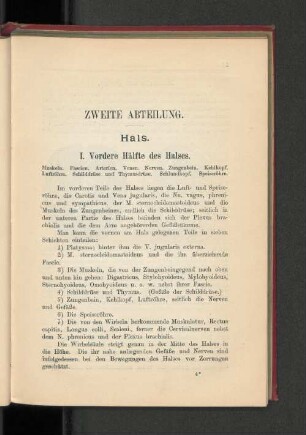 ZWEITE ABTEILUNG.
Hals.
I. Vordere Hälfte des Halses.
Muskeln. Fascien. Arterien. Venen. Nerven. Zungenbein. Kehlkopf.
Luftröhre. Schilddrüse und Thymusdrüse. Schlundkopf. Speiseröhre.
Im vorderen Teile des Halses liegen die Luft- und Speise-
röhre, die Carotis und Vena jugularis, die Nn. vagus, phreni-
cus und sympathicus, der M. sternocleidomastoideus und die
Muskeln des Zungenbeines, endlich die Schilddrüse; seitlich in der
unteren Partie des Halses befinden sich der Plexus bra-
chialis und die dem Arm angehörenden Gefäßstämme.
Man kann die vorne am Hals gelegenen Teile in sieben
Schichten einteilen:
1) Platysma; hinter ihm die V. jugularis externa.
2) M. sternocleidomastoideus und die ihn überziehende
Fascie.
3) Die Muskeln, die von der Zungenbeingegend nach oben
und nach unten gehen: Digastricus, Stylohyoideus, Mylohyoideus,
Sternohyoideus, Omohyoideus u. s. w. nebst ihrer Fascie.
4) Schilddrüse und Thymus. (Gefäße der Schilddrüse.)
5) Zungenbein, Kehlkopf, Luftröhre, seitlich die Nerven
und Gefäße.
6) Die Speiseröhre.
7) Die von den Wirbeln herkommende Muskulatur, Rectus
capitis, Longus colli, Scaleni, ferner die Cervicalnerven nebst
dem N. phrenicus und der Plexus brachialis.
Die Wirbelsäule steigt genau in der Mitte des Halses in
die Höhe. Die ihr nahe anliegenden Gefäße und Nerven sind
infolgedessen bei den Bewegungen des Halses vor Zerrungen
geschützt.
4*